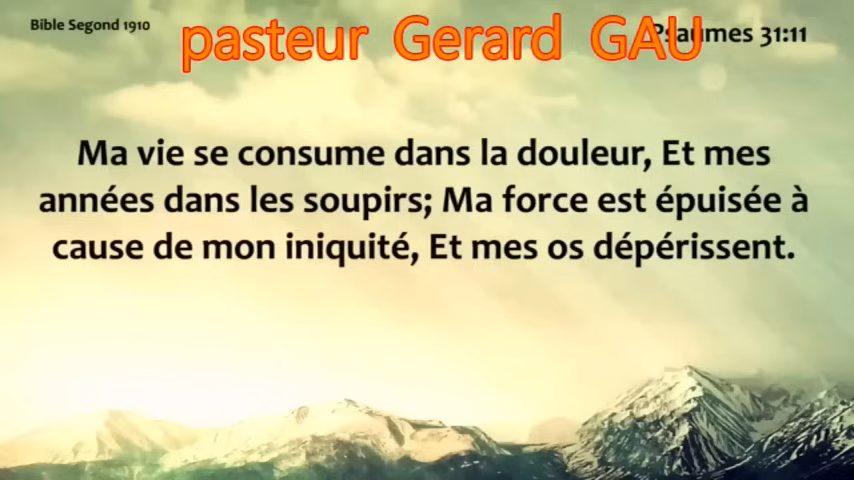 Bible Segond 1910
pasteur Gerard GAU
Psaumes 31:11
Ma vie se consume dans la douleur, Et mes
années dans les soupirs; Ma force est épuisée à
cause de mon iniquité, Et mes os dépérissent.